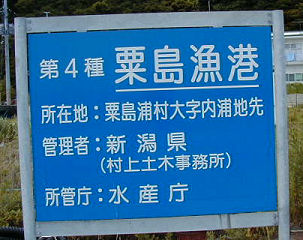 第4種 粟島漁港
所在地:粟島浦村大字内浦地先
管理者:新潟県
(村上土木事務所)
所管庁:水産庁